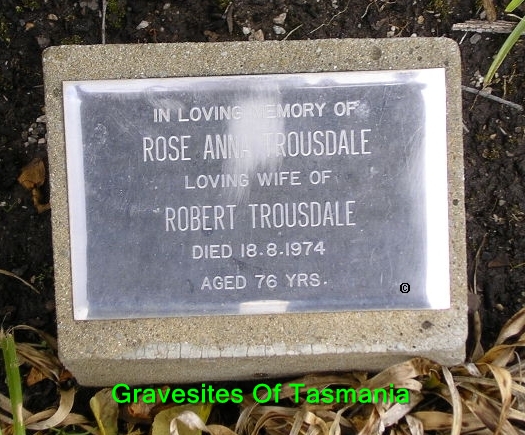 IN LOVING MEMORY OF
ROSE ANNA TROUSDALE
LOVING WIFE OF
ROBERT TROUSDALE
DIED 18.8.1974
AGED 76 YRS.
©
Gravesites Of Tasmania